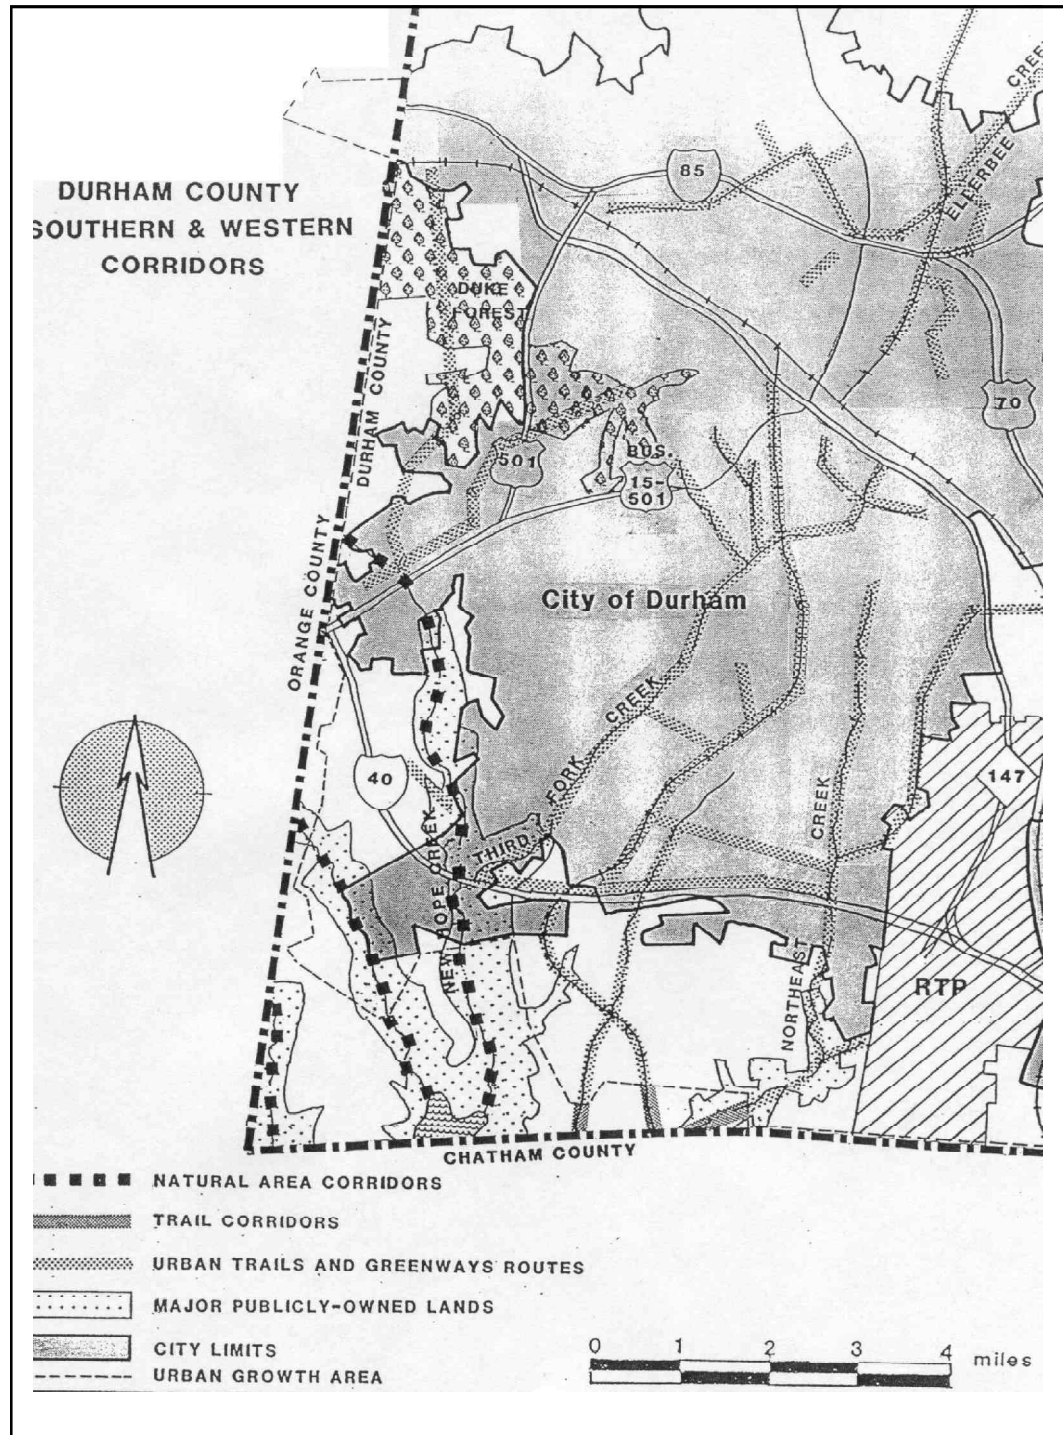 DURHAM COUNTY
SOUTHERN & WESTERN
CORRIDORS
CREE
ELLERBEE
85
DUKE
FOREST
DURHAM COUNTY
70
501
BUS.
15-
501
ORANGE COUNTY
City of Durham
CREEK
FORK
THIRD
40
147
CREEK
NORTHEAST
NEW HOPE CREEK
RTP
CHATHAM COUNTY
NATURAL AREA CORRIDORS
TRAIL CORRIDORS
URBAN TRAILS AND GREENWAYS ROUTES
MAJOR PUBLICLY-OWNED LANDS
CITY LIMITS
URBAN GROWTH AREA
0 1 2 3 4 miles